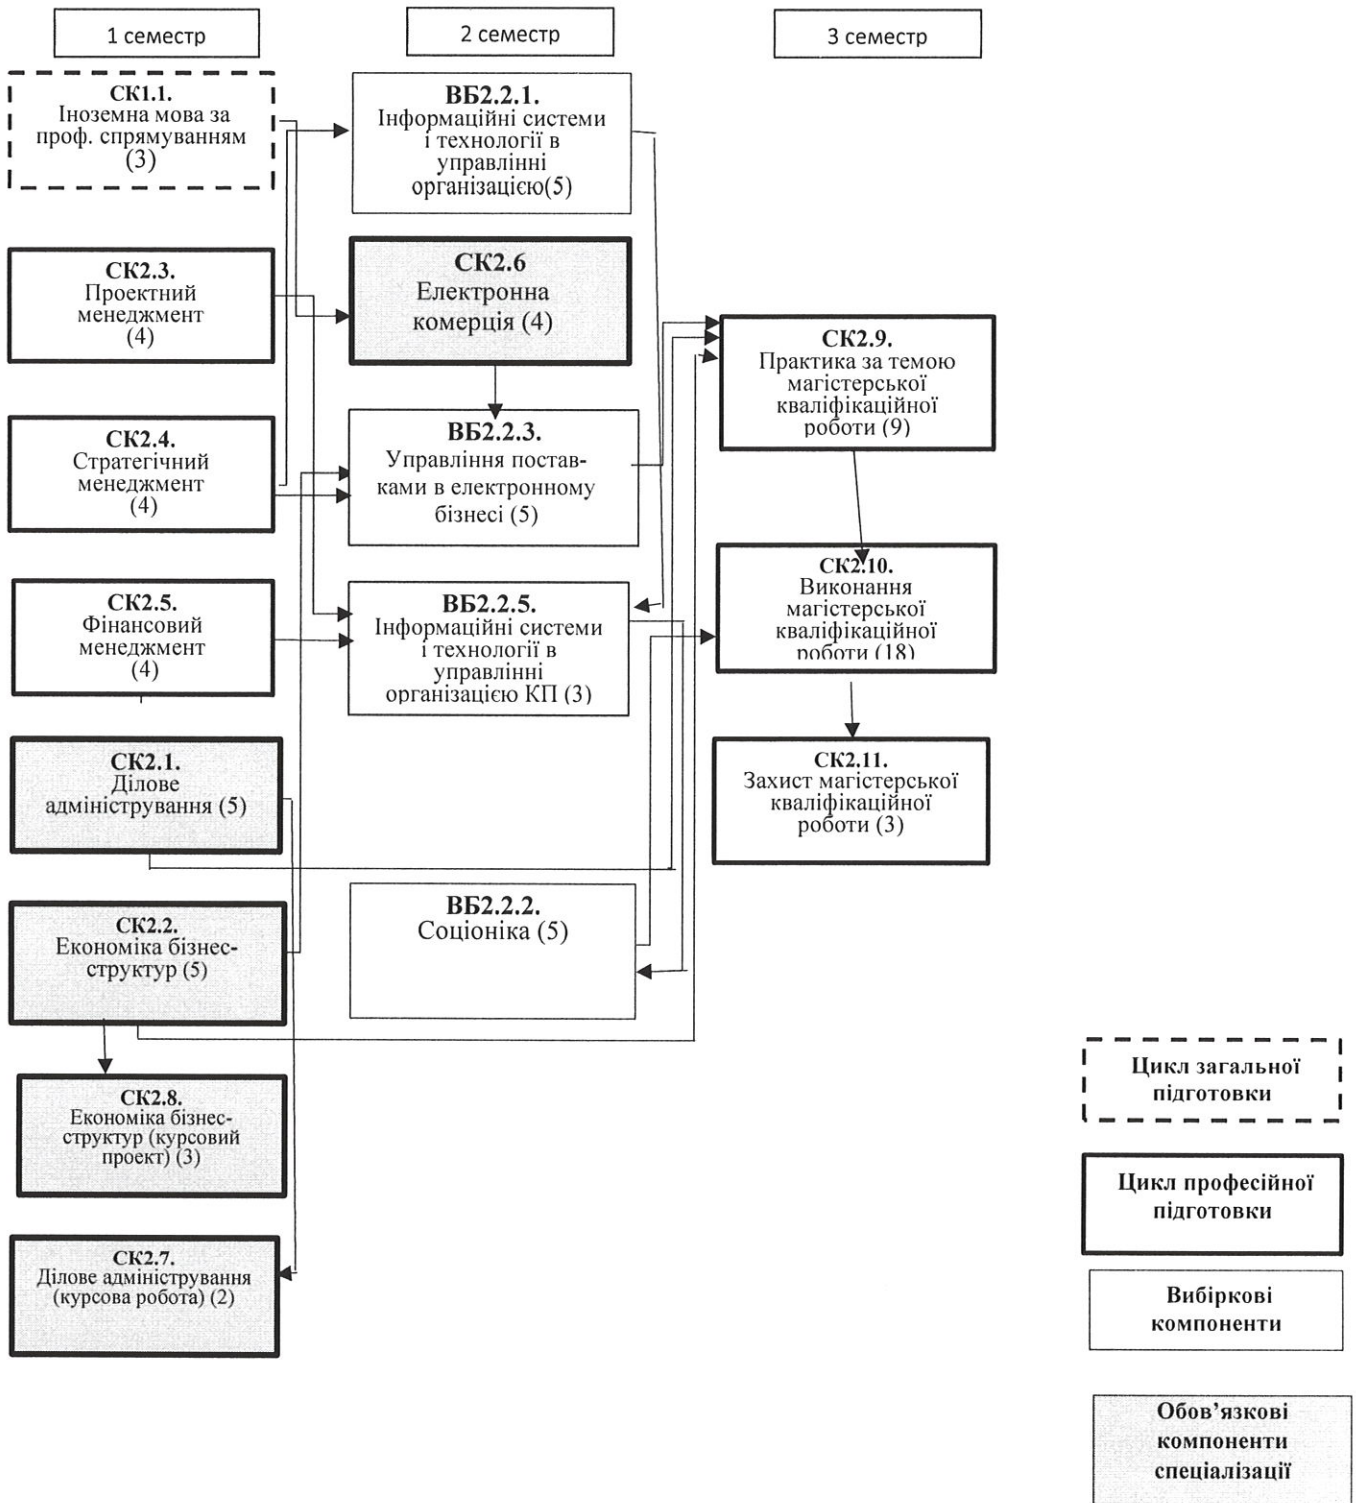 1 семестр
2 семестр
3 семестр
СК1.1.
Іноземна мова за
проф. спрямуванням
(3)
СК2.3.
Проектний
менеджмент
(4)
СК2.4.
Стратегічний
менеджмент
(4)
СК2.5.
Фінансовий
менеджмент
(4)
СК2.1.
Ділове
адміністрування (5)
СК2.2.
Економіка бізнес-
структур (5)
СК2.8.
Економіка бізнес-
структур (курсовий
проект) (3)
СК2.7.
Ділове адміністрування
(курсова робота) (2)
ВБ2.2.1.
Інформаційні системи
і технології в
управлінні
організацією(5)
СК2.6
Електронна
комерція (4)
ВБ2.2.3.
Управління постав-
ками в електронному
бізнесі (5)
ВБ2.2.5.
Інформаційні системи
і технології в
управлінні
організацією КП (3)
ВБ2.2.2.
Соціоніка (5)
СК2.9.
Практика за темою
магістерської
кваліфікаційної
роботи (9)
СК2.10.
Виконання
магістерської
кваліфікаційної
роботи (18)
СК2.11.
Захист магістерської
кваліфікаційної
роботи (3)
Цикл загальної
підготовки
Цикл професійної
підготовки
Вибіркові
компоненти
Обов’язкові
компоненти
спеціалізації